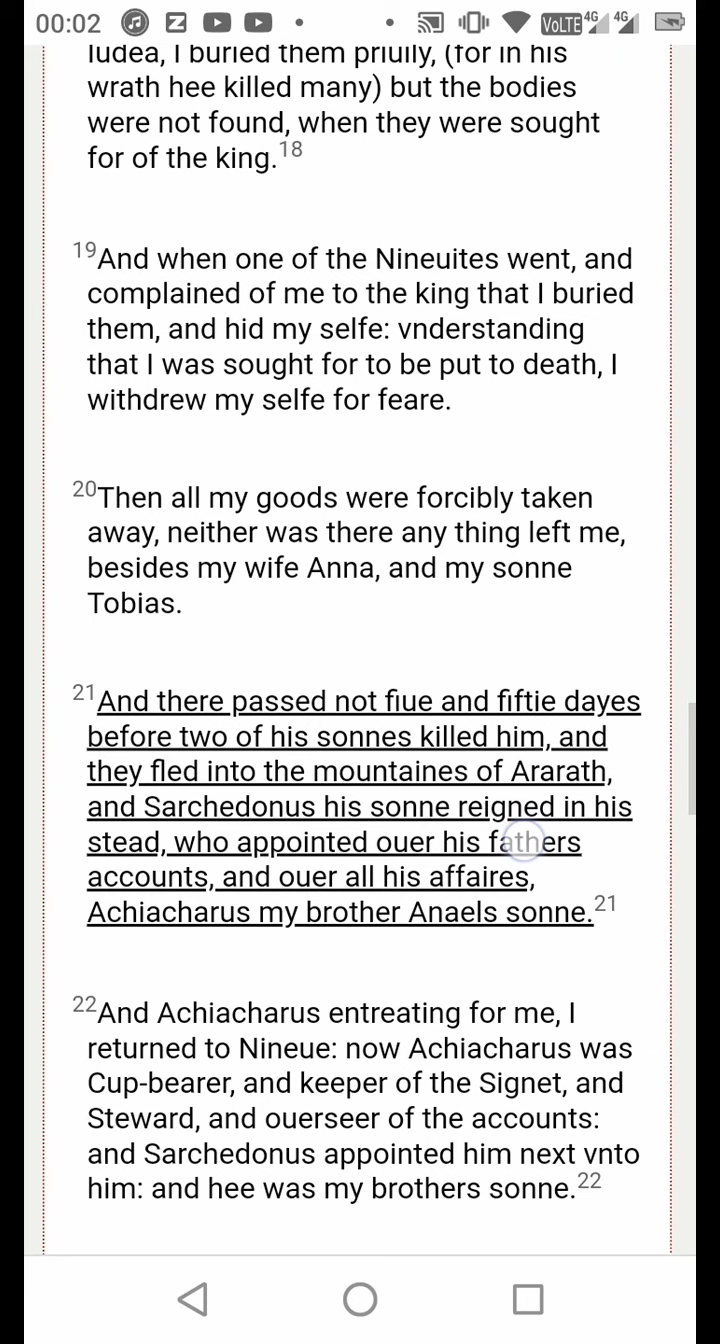 00:02
VoLTE 4G 4G
Iudea, I buried them priuily, (for in his
wrath hee killed many) but the bodies
were not found, when they were sought
for of the king.18
19And when one of the Nineuites went, and
complained of me to the king that I buried
them, and hid my selfe: vnderstanding
that I was sought for to be put to death, I
withdrew my selfe for feare.
20Then all my goods were forcibly taken
away, neither was there any thing left me,
besides my wife Anna, and my sonne
Tobias.
21And there passed not fiue and fiftie dayes
before two of his sonnes killed him, and
they fled into the mountaines of Ararath,
and Sarchedonus his sonne reigned in his
stead, who appointed ouer his fathers
accounts, and ouer all his affaires,
Achiacharus my brother Anaels sonne.21
22And Achiacharus entreating for me, I
returned to Nineue: now Achiacharus was
Cup-bearer, and keeper of the Signet, and
Steward, and ouerseer of the accounts:
and Sarchedonus appointed him next vnto
him: and hee was my brothers sonne.22